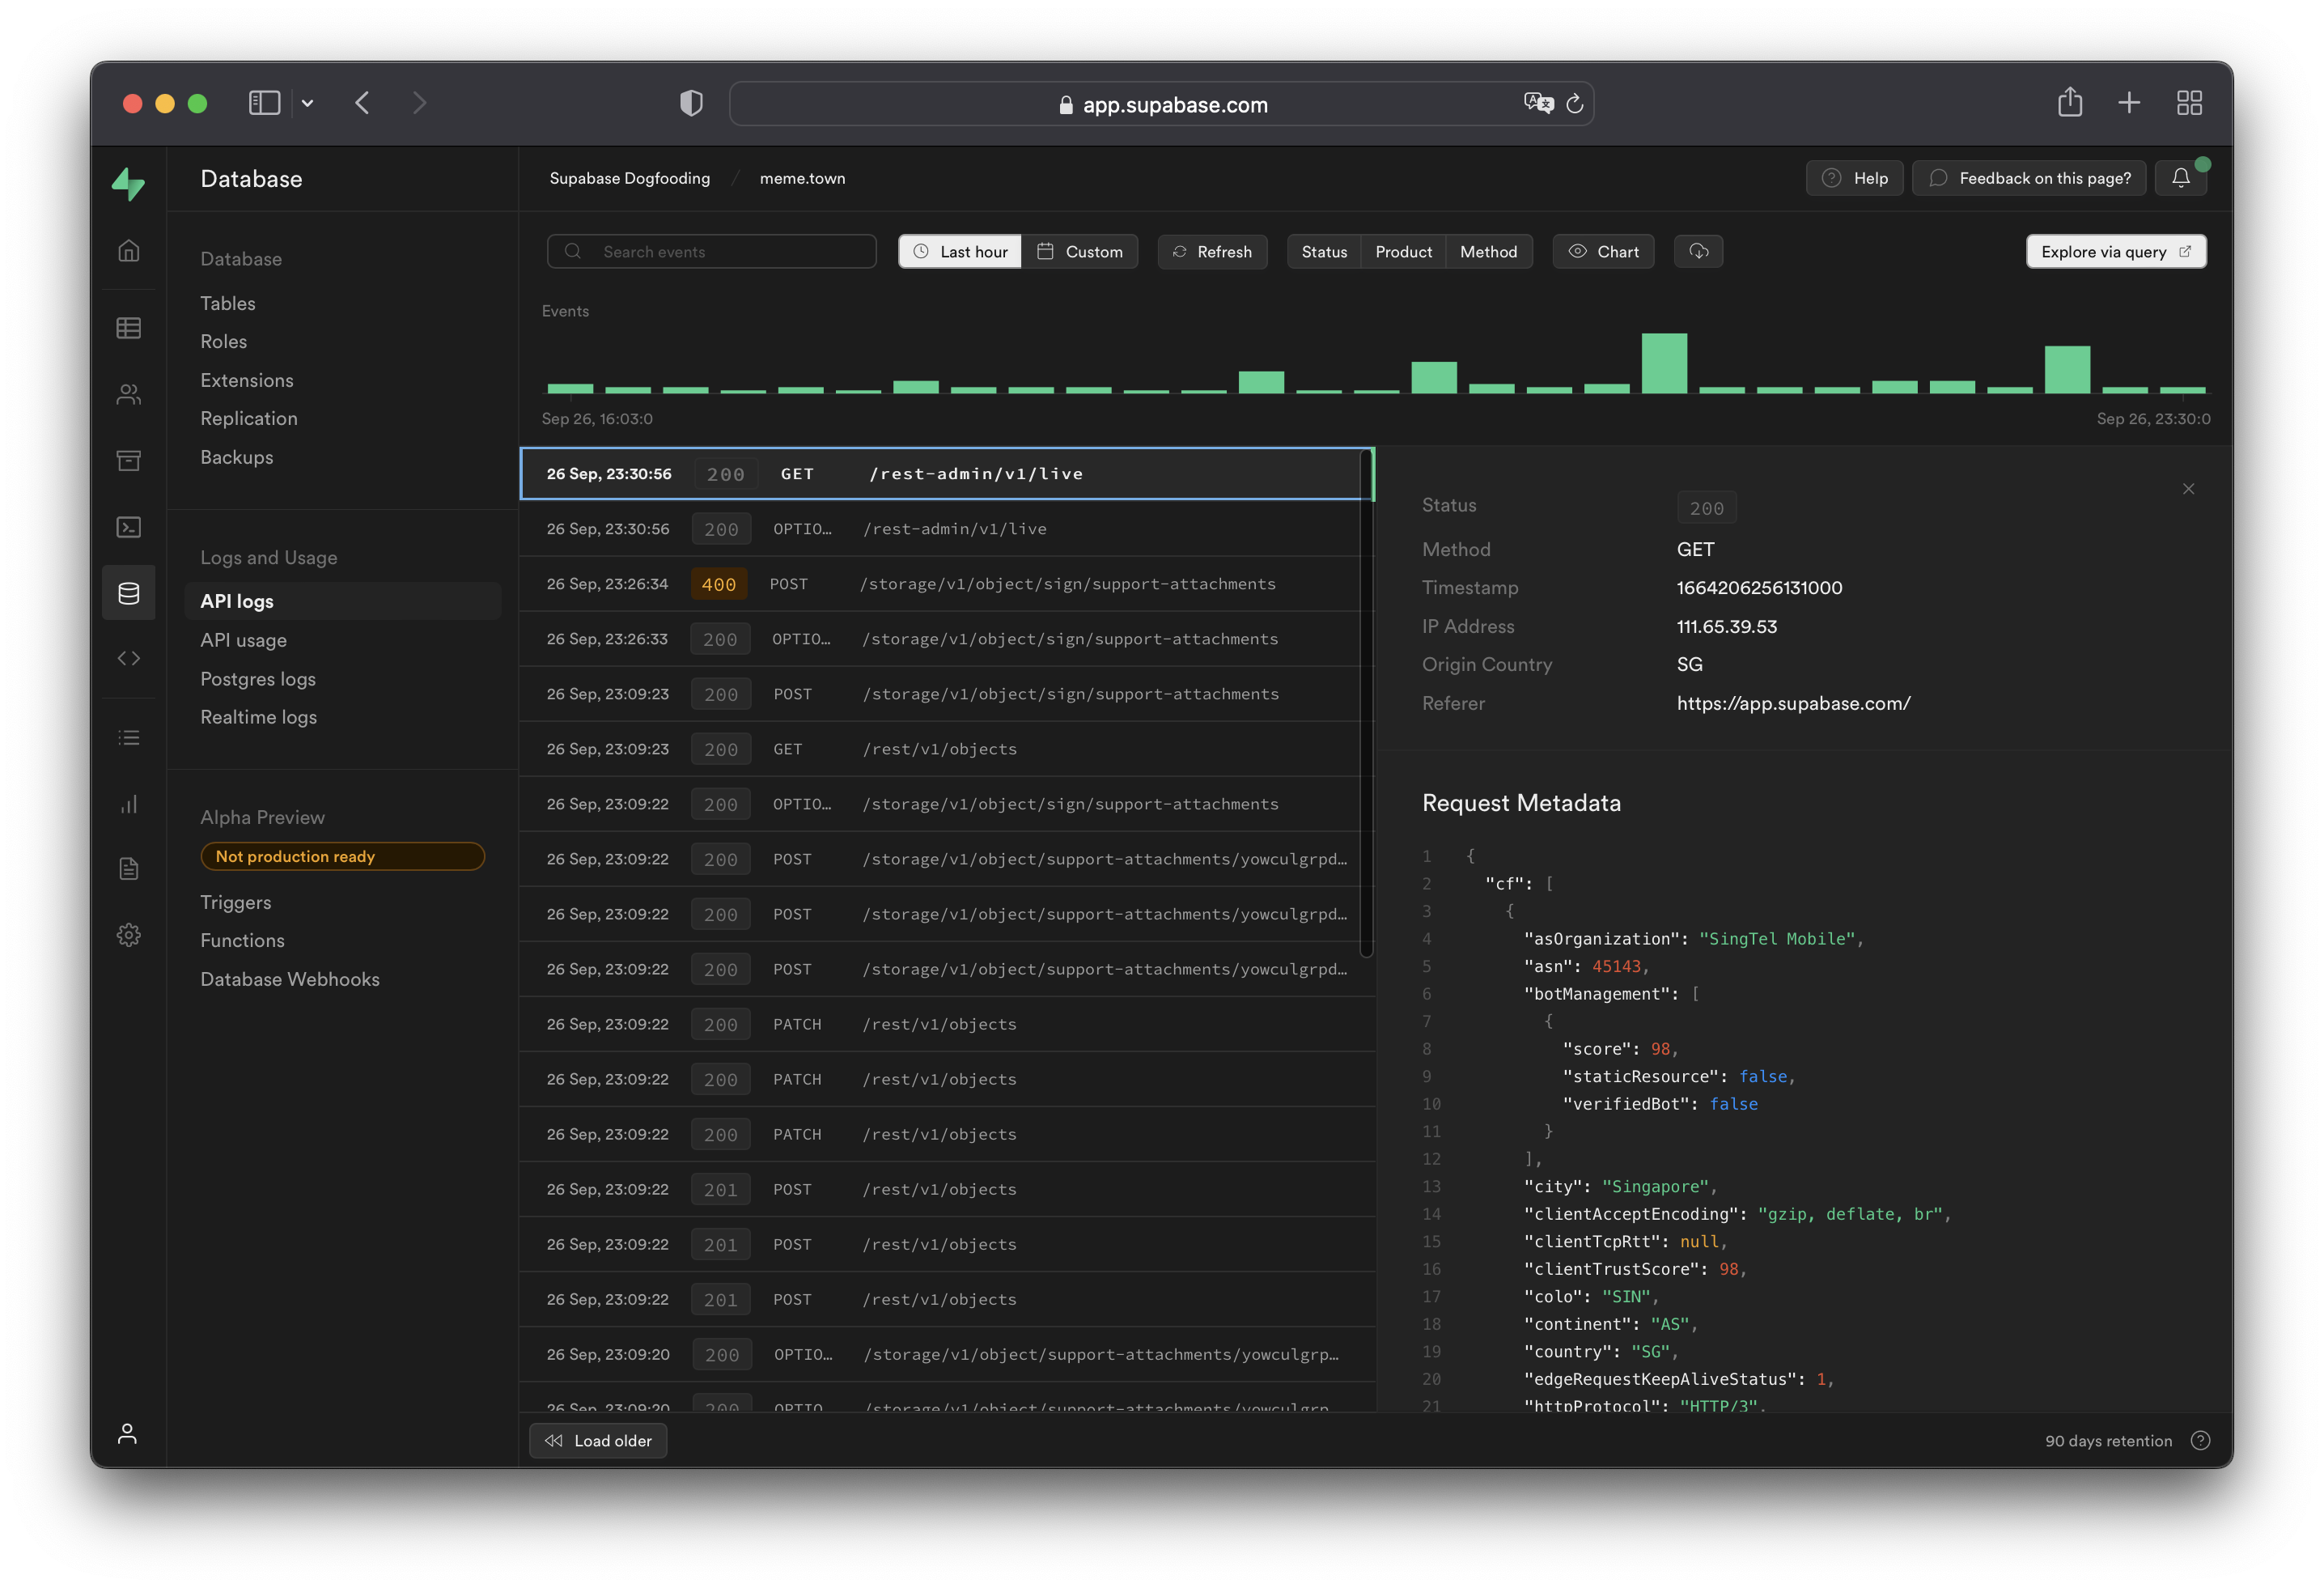 app.supabase.com
Database
Supabase Dogfooding / meme.town
Help
Feedback on this page?
Search events
Last hour
Custom
Refresh
Status
Product
Method
Chart
Explore via query
Database
Tables
Roles
Extensions
Replication
Backups
Logs and Usage
API logs
API usage
Postgres logs
Realtime logs
Alpha Preview
Not production ready
Triggers
Functions
Database Webhooks
Events
Sep 26, 16:03:0
Sep 26, 23:30:0
26 Sep, 23:30:56 200 GET /rest-admin/v1/live
26 Sep, 23:30:56 200 OPTIO... /rest-admin/v1/live
26 Sep, 23:26:34 400 POST /storage/v1/object/sign/support-attachments
26 Sep, 23:26:33 200 OPTIO... /storage/v1/object/sign/support-attachments
26 Sep, 23:09:23 200 POST /storage/v1/object/sign/support-attachments
26 Sep, 23:09:23 200 GET /rest/v1/objects
26 Sep, 23:09:22 200 OPTIO... /storage/v1/object/sign/support-attachments
26 Sep, 23:09:22 200 POST /storage/v1/object/support-attachments/yowculgrpd...
26 Sep, 23:09:22 200 POST /storage/v1/object/support-attachments/yowculgrpd...
26 Sep, 23:09:22 200 POST /storage/v1/object/support-attachments/yowculgrpd...
26 Sep, 23:09:22 200 PATCH /rest/v1/objects
26 Sep, 23:09:22 200 PATCH /rest/v1/objects
26 Sep, 23:09:22 200 PATCH /rest/v1/objects
26 Sep, 23:09:22 201 POST /rest/v1/objects
26 Sep, 23:09:22 201 POST /rest/v1/objects
26 Sep, 23:09:22 201 POST /rest/v1/objects
26 Sep, 23:09:20 200 OPTIO... /storage/v1/object/support-attachments/yowculgrp...
26 Sep, 23:09:20 200 OPTIO /storage/v1/object/support-attachments/yowculgrp
Load older
Status 200
Method GET
Timestamp 1664206256131000
IP Address 111.65.39.53
Origin Country SG
Referer https://app.supabase.com/
Request Metadata
1 {
2 "cf": [
3 {
4 "asOrganization": "SingTel Mobile",
5 "asn": 45143,
6 "botManagement": [
7 {
8 "score": 98,
9 "staticResource": false,
10 "verifiedBot": false
11 }
12 ],
13 "city": "Singapore",
14 "clientAcceptEncoding": "gzip, deflate, br",
15 "clientTcpRtt": null,
16 "clientTrustScore": 98,
17 "colo": "SIN",
18 "continent": "AS",
19 "country": "SG",
20 "edgeRequestKeepAliveStatus": 1,
21 "httpProtocol": "HTTP/3",
90 days retention